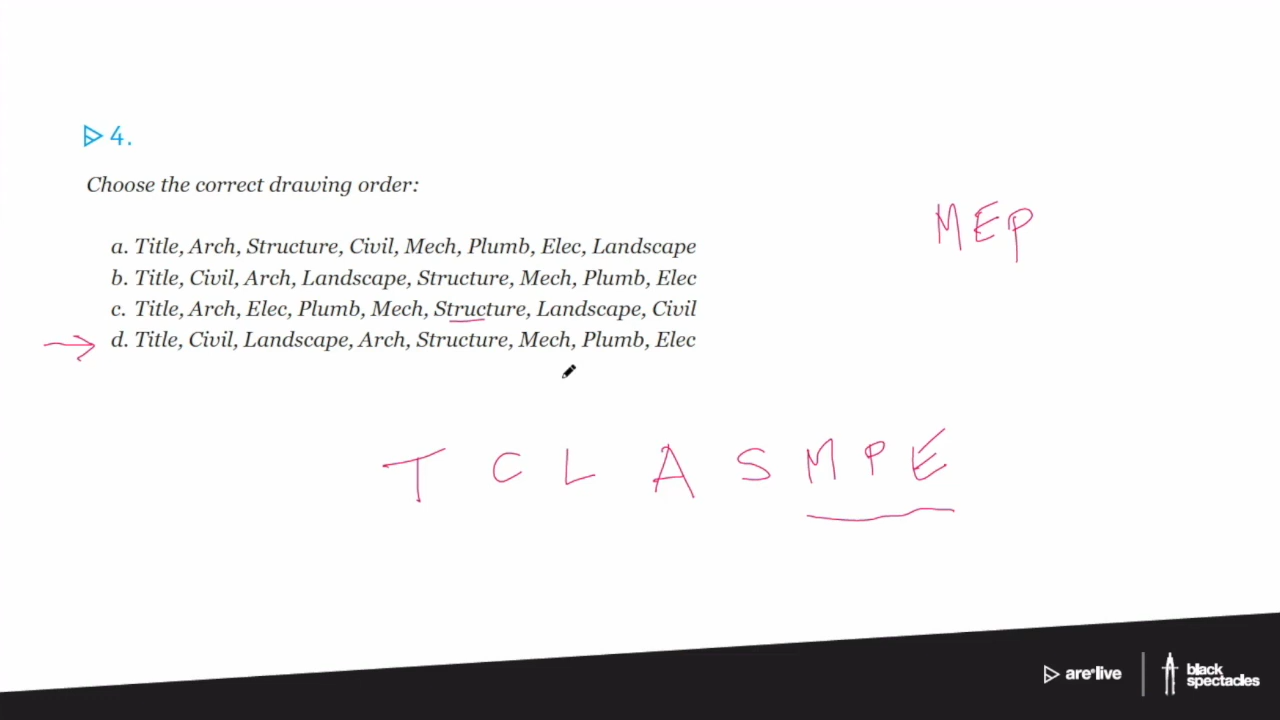 4.
Choose the correct drawing order:
a. Title, Arch, Structure, Civil, Mech, Plumb, Elec, Landscape
b. Title, Civil, Arch, Landscape, Structure, Mech, Plumb, Elec
c. Title, Arch, Elec, Plumb, Mech, Structure, Landscape, Civil
d. Title, Civil, Landscape, Arch, Structure, Mech, Plumb, Elec
MEP
T C L A S M P E
are*live
black
spectacles